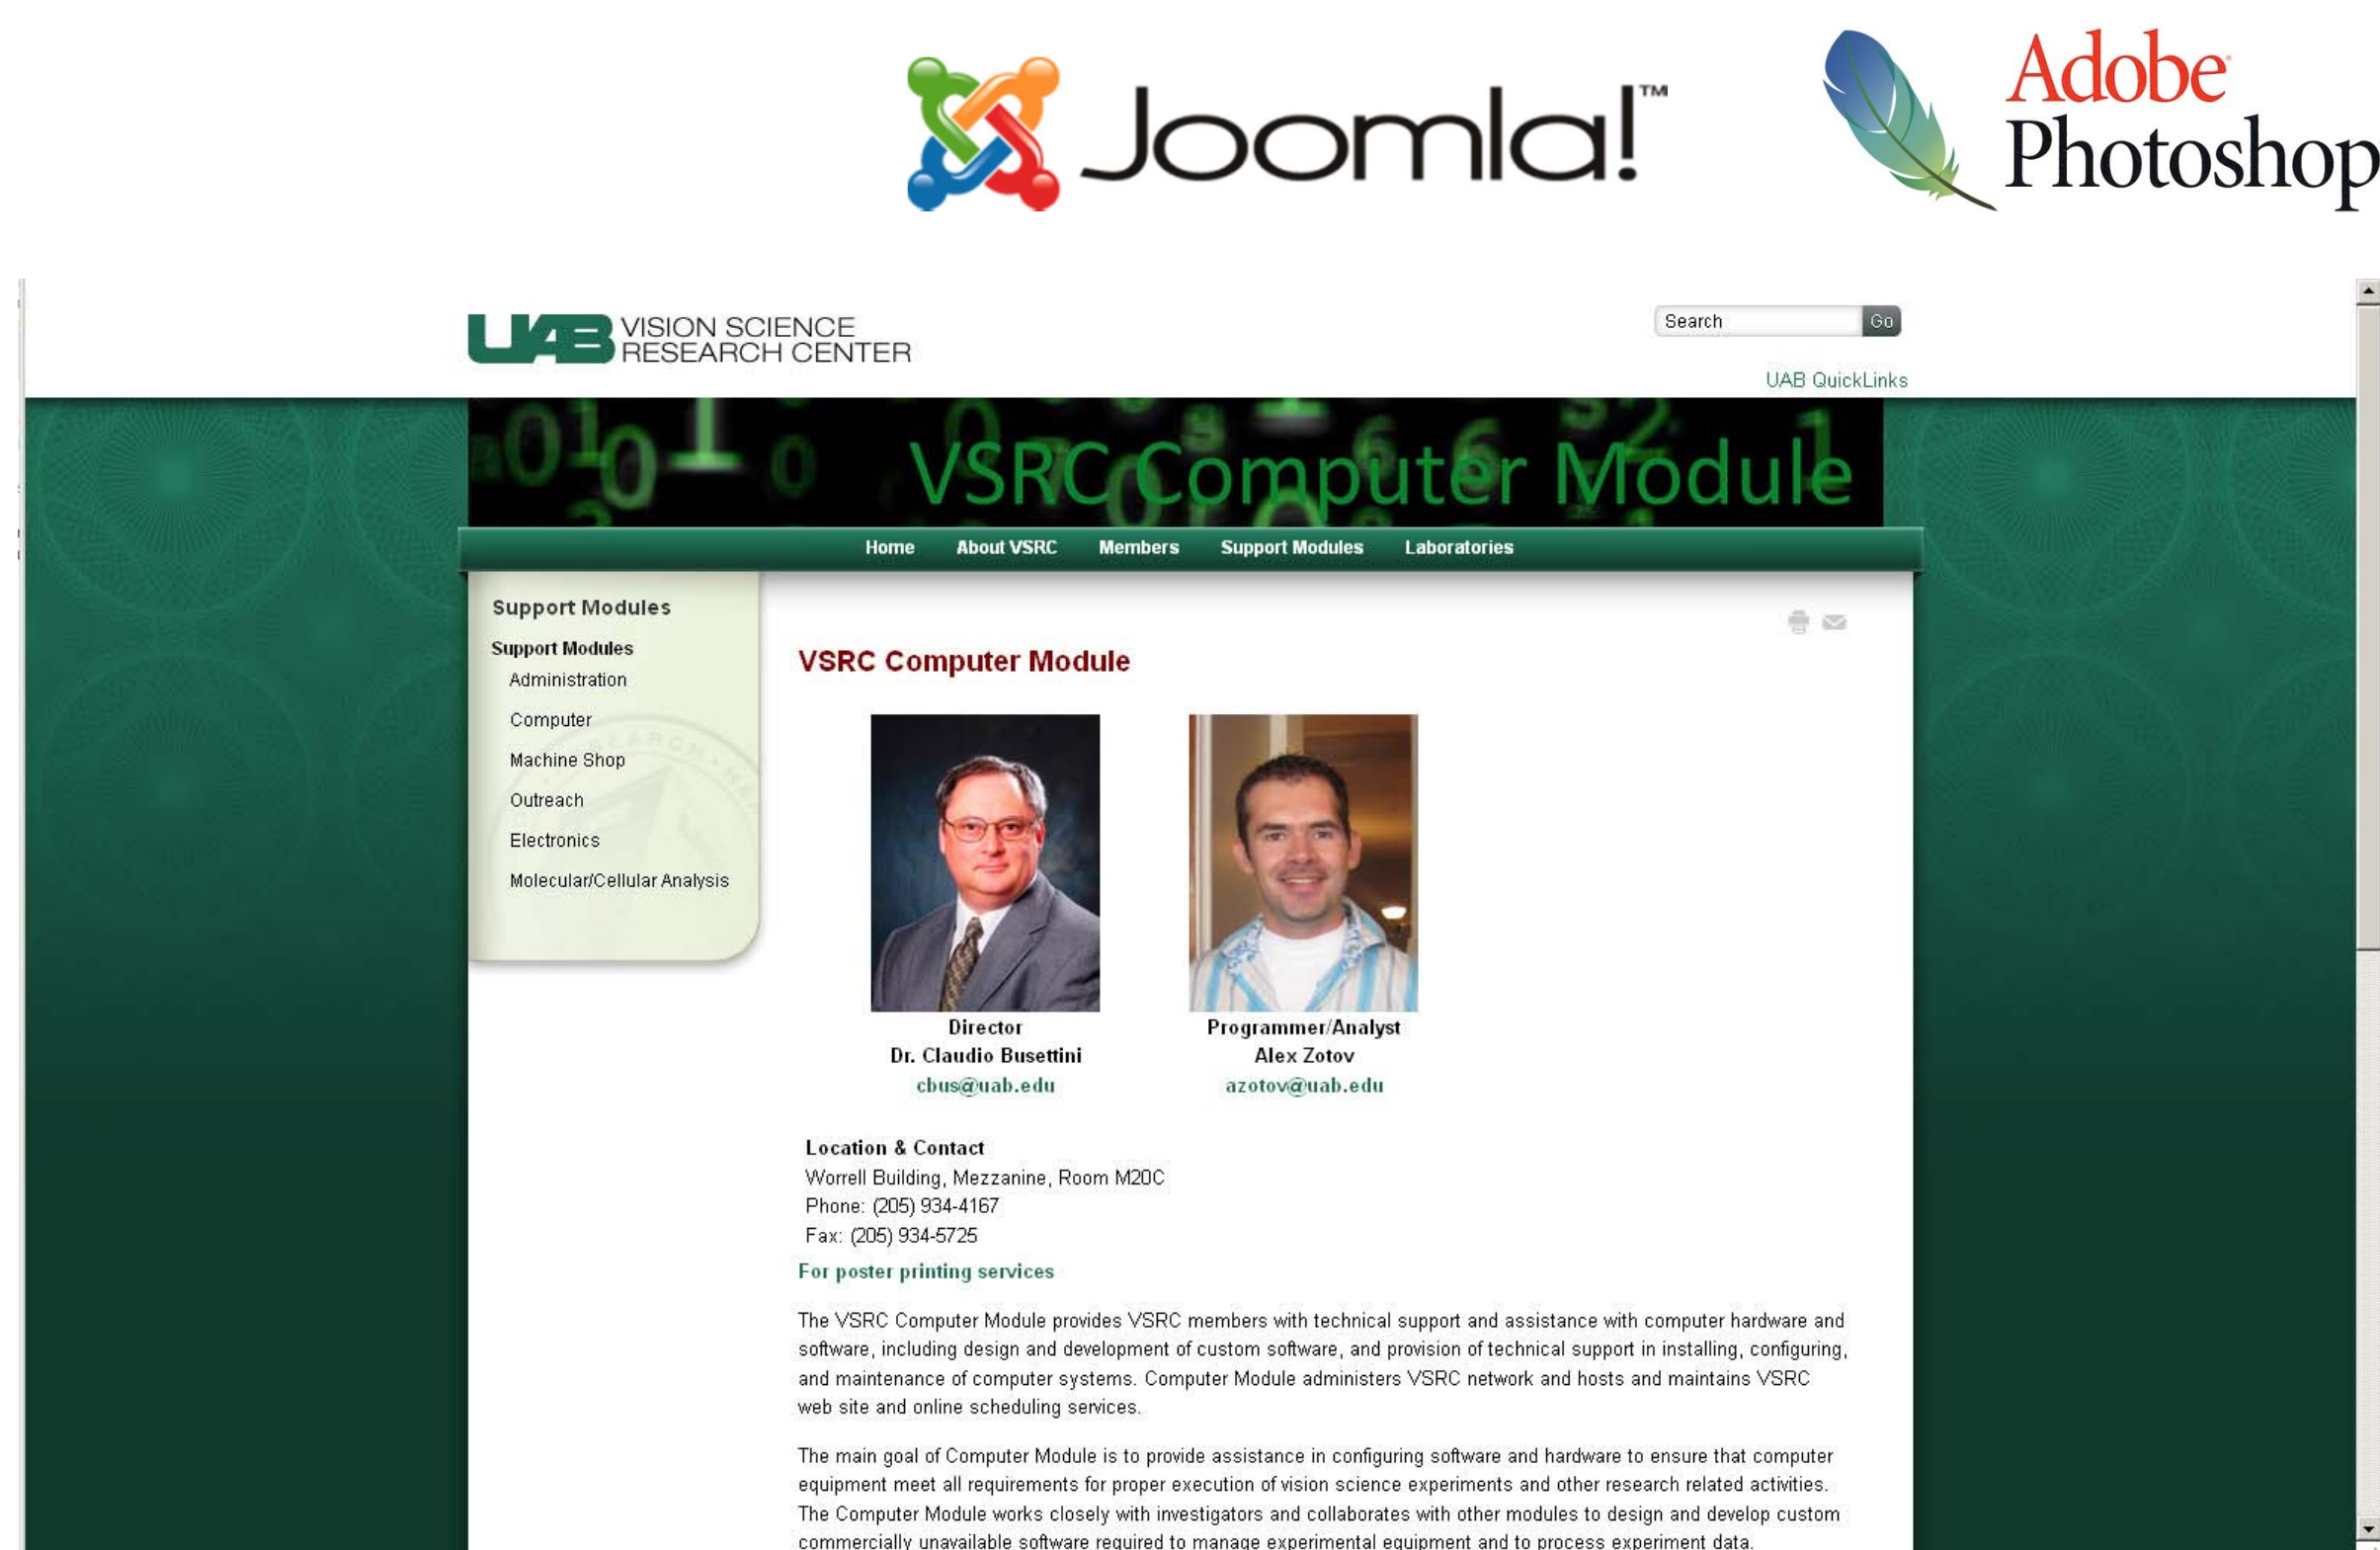 Joomla!™
Adobe®
Photoshop
UAB VISION SCIENCE
RESEARCH CENTER
Search Go
UAB QuickLinks
VSRC Computer Module
Home About VSRC Members Support Modules Laboratories
Support Modules
Support Modules
Administration
Computer
Machine Shop
Outreach
Electronics
Molecular/Cellular Analysis
VSRC Computer Module
Director
Dr. Claudio Busettini
cbus@uab.edu
Programmer/Analyst
Alex Zotov
azotov@uab.edu
Location & Contact
Worrell Building, Mezzanine, Room M20C
Phone: (205) 934-4167
Fax: (205) 934-5725
For poster printing services
The VSRC Computer Module provides VSRC members with technical support and assistance with computer hardware and
software, including design and development of custom software, and provision of technical support in installing, configuring,
and maintenance of computer systems. Computer Module administers VSRC network and hosts and maintains VSRC
web site and online scheduling services.
The main goal of Computer Module is to provide assistance in configuring software and hardware to ensure that computer
equipment meet all requirements for proper execution of vision science experiments and other research related activities.
The Computer Module works closely with investigators and collaborates with other modules to design and develop custom
commercially unavailable software required to manage experimental equipment and to process experiment data.